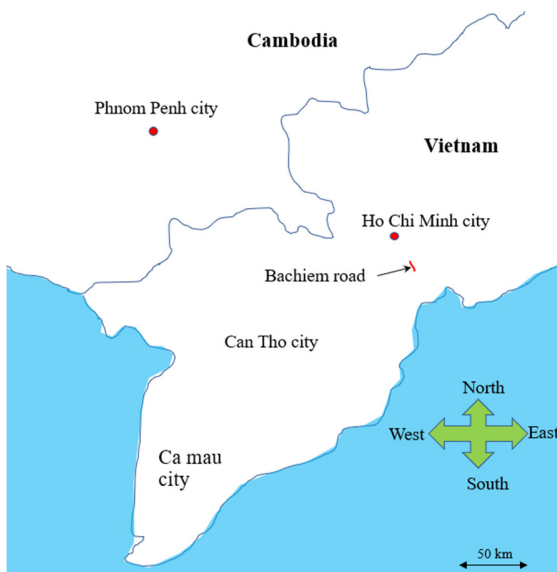 Cambodia
Phnom Penh city
Vietnam
Ho Chi Minh city
Bachiem road
Can Tho city
North
West
East
South
Ca mau
city
50 km